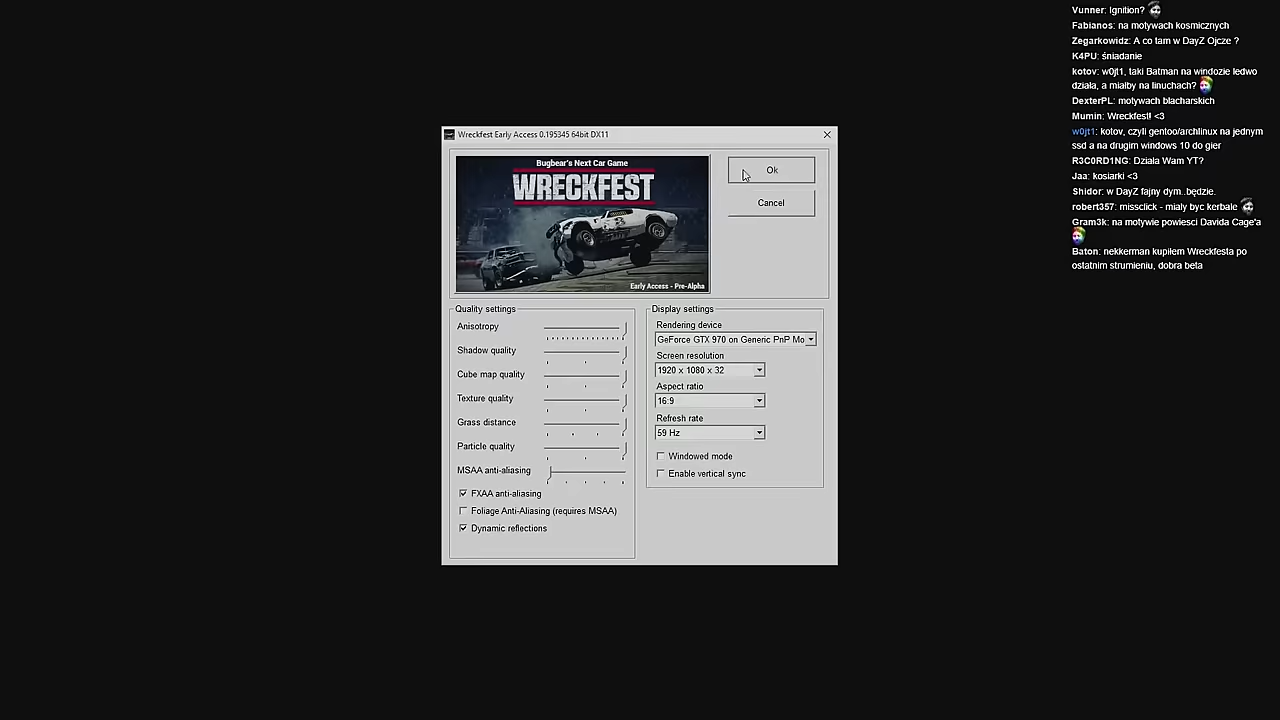 Vunner: Ignition?
Fabianos: na motywach kosmicznych
Zegarkowidz: A co tam w DayZ Ojcze ?
K4PU: śniadanie
kotov: w0jt1, taki Batman na windozie ledwo
działa, a miałby na linuchach?
DexterPL: motywach blacharskich
Mumin: Wreckfest! <3
w0jt1: kotov, czyli gentoo/archlinux na jednym
ssd a na drugim windows 10 do gier
R3C0RD1NG: Działa Wam YT?
Jaa: kosiarki <3
Shidor: w DayZ fajny dym..będzie.
robert357: missclick - mialy byc kerbale
Gram3k: na motywie powiesci Davida Cage'a
Baton: nekkerman kupiłem Wreckfesta po
ostatnim strumieniu, dobra beta
Wreckfest Early Access 0.195345 64bit DX11
Bugbear's Next Car Game
WRECKFEST
Early Access - Pre-Alpha
Ok
Cancel
Quality settings
Anisotropy
Shadow quality
Cube map quality
Texture quality
Grass distance
Particle quality
MSAA anti-aliasing
FXAA anti-aliasing
Foliage Anti-Aliasing (requires MSAA)
Dynamic reflections
Display settings
Rendering device
GeForce GTX 970 on Generic PnP Mo
Screen resolution
1920 x 1080 x 32
Aspect ratio
16:9
Refresh rate
59 Hz
Windowed mode
Enable vertical sync